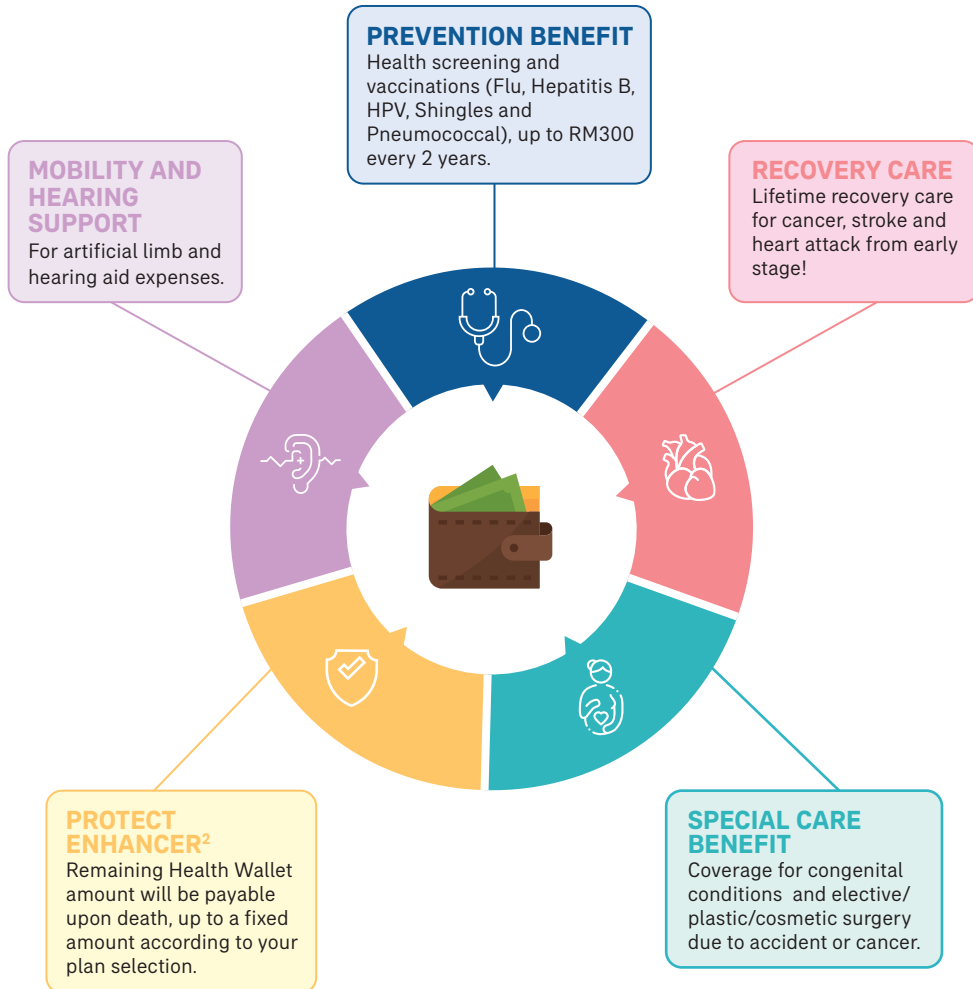 PREVENTION BENEFIT
Health screening and
vaccinations (Flu, Hepatitis B,
HPV, Shingles and
Pneumococcal), up to RM300
every 2 years.
MOBILITY AND
HEARING
SUPPORT
For artificial limb and
hearing aid expenses.
RECOVERY CARE
Lifetime recovery care
for cancer, stroke and
heart attack from early
stage!
PROTECT
ENHANCER²
Remaining Health Wallet
amount will be payable
upon death, up to a fixed
amount according to your
plan selection.
SPECIAL CARE
BENEFIT
Coverage for congenital
conditions and elective/
plastic/cosmetic surgery
due to accident or cancer.